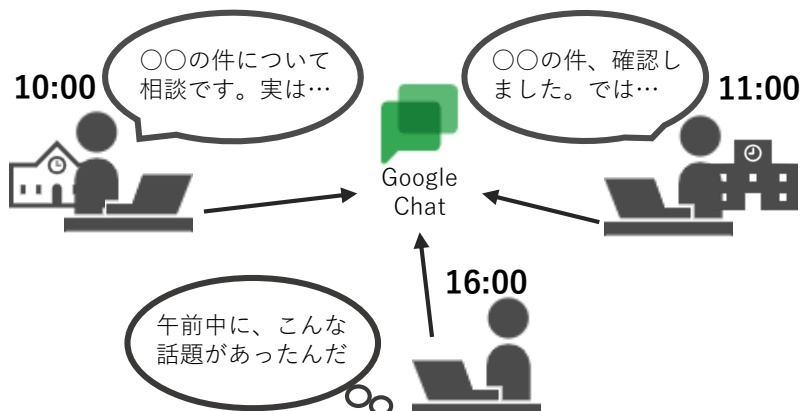 ○○の件について
相談です。実は…
10:00
○○の件、確認し
ました。では…
11:00
Google
Chat
16:00
午前中に、こんな
話題があったんだ